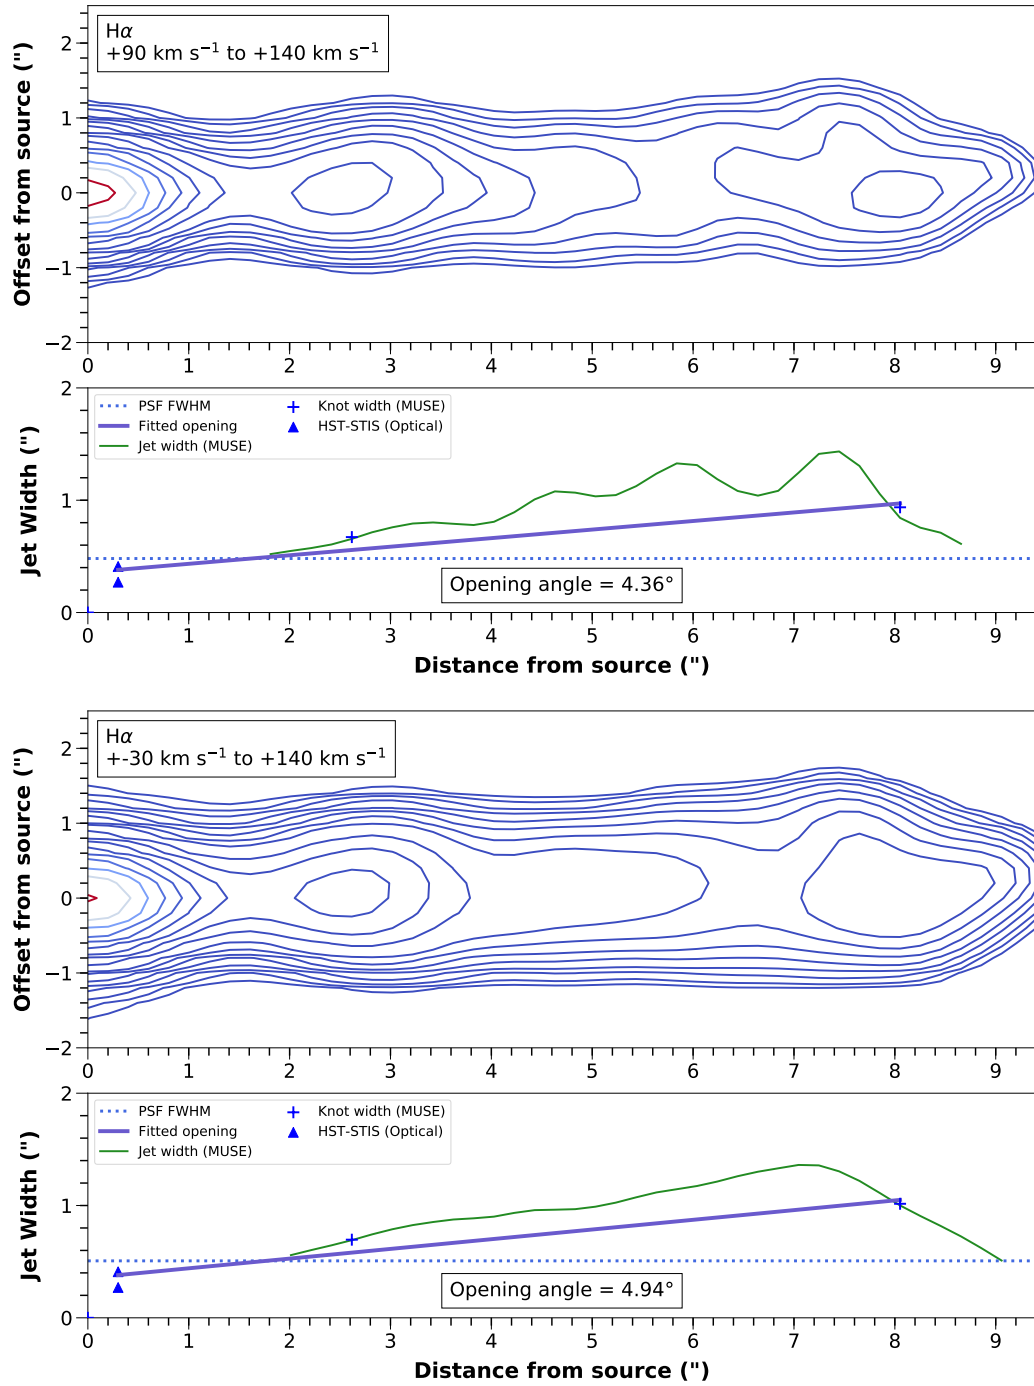 Hα
+90 km s⁻¹ to +140 km s⁻¹
Offset from source (")
2
1
0
−1
−2
0 1 2 3 4 5 6 7 8 9
PSF FWHM
Fitted opening
Jet width (MUSE)
Knot width (MUSE)
HST-STIS (Optical)
Jet Width (")
2
1
0
Opening angle = 4.36°
0 1 2 3 4 5 6 7 8 9
Distance from source (")
Hα
+-30 km s⁻¹ to +140 km s⁻¹
Offset from source (")
2
1
0
−1
−2
0 1 2 3 4 5 6 7 8 9
PSF FWHM
Fitted opening
Jet width (MUSE)
Knot width (MUSE)
HST-STIS (Optical)
Jet Width (")
2
1
0
Opening angle = 4.94°
0 1 2 3 4 5 6 7 8 9
Distance from source (")